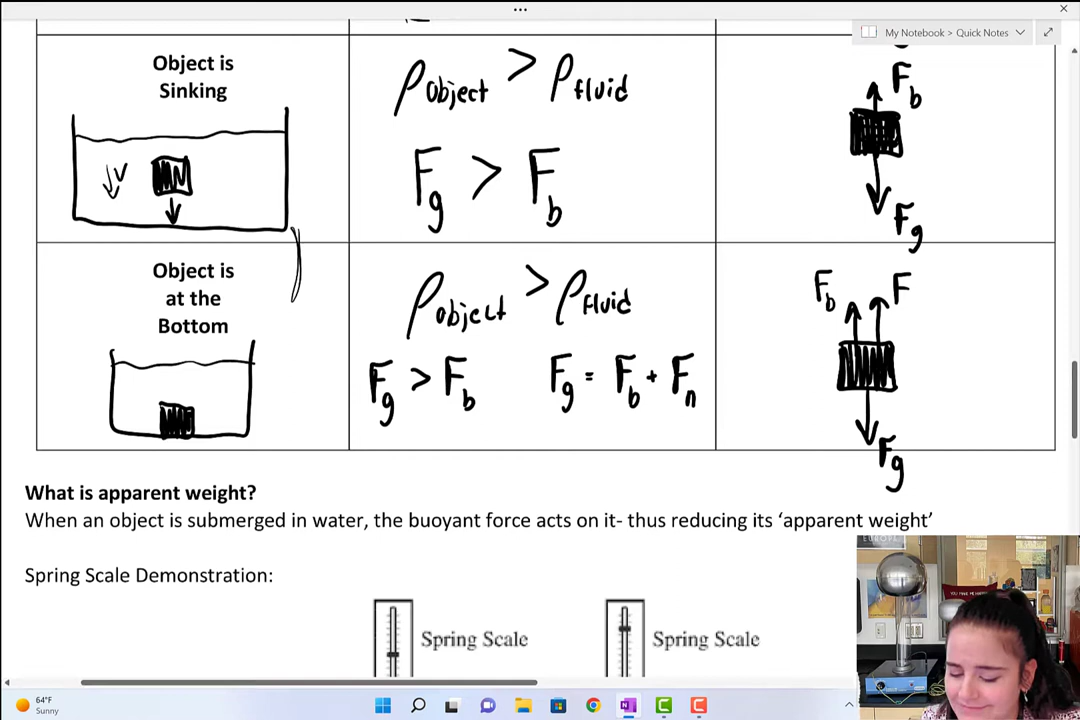 My Notebook > Quick Notes
Object is
Sinking
ρobject > ρfluid
Fg > Fb
Fb
Fg
Object is
at the
Bottom
ρobject > ρfluid
Fg > Fb Fg = Fb + Fn
Fb F
Fg
What is apparent weight?
When an object is submerged in water, the buoyant force acts on it- thus reducing its ‘apparent weight’
Spring Scale Demonstration:
Spring Scale
Spring Scale
EUROPE
64°F
Sunny